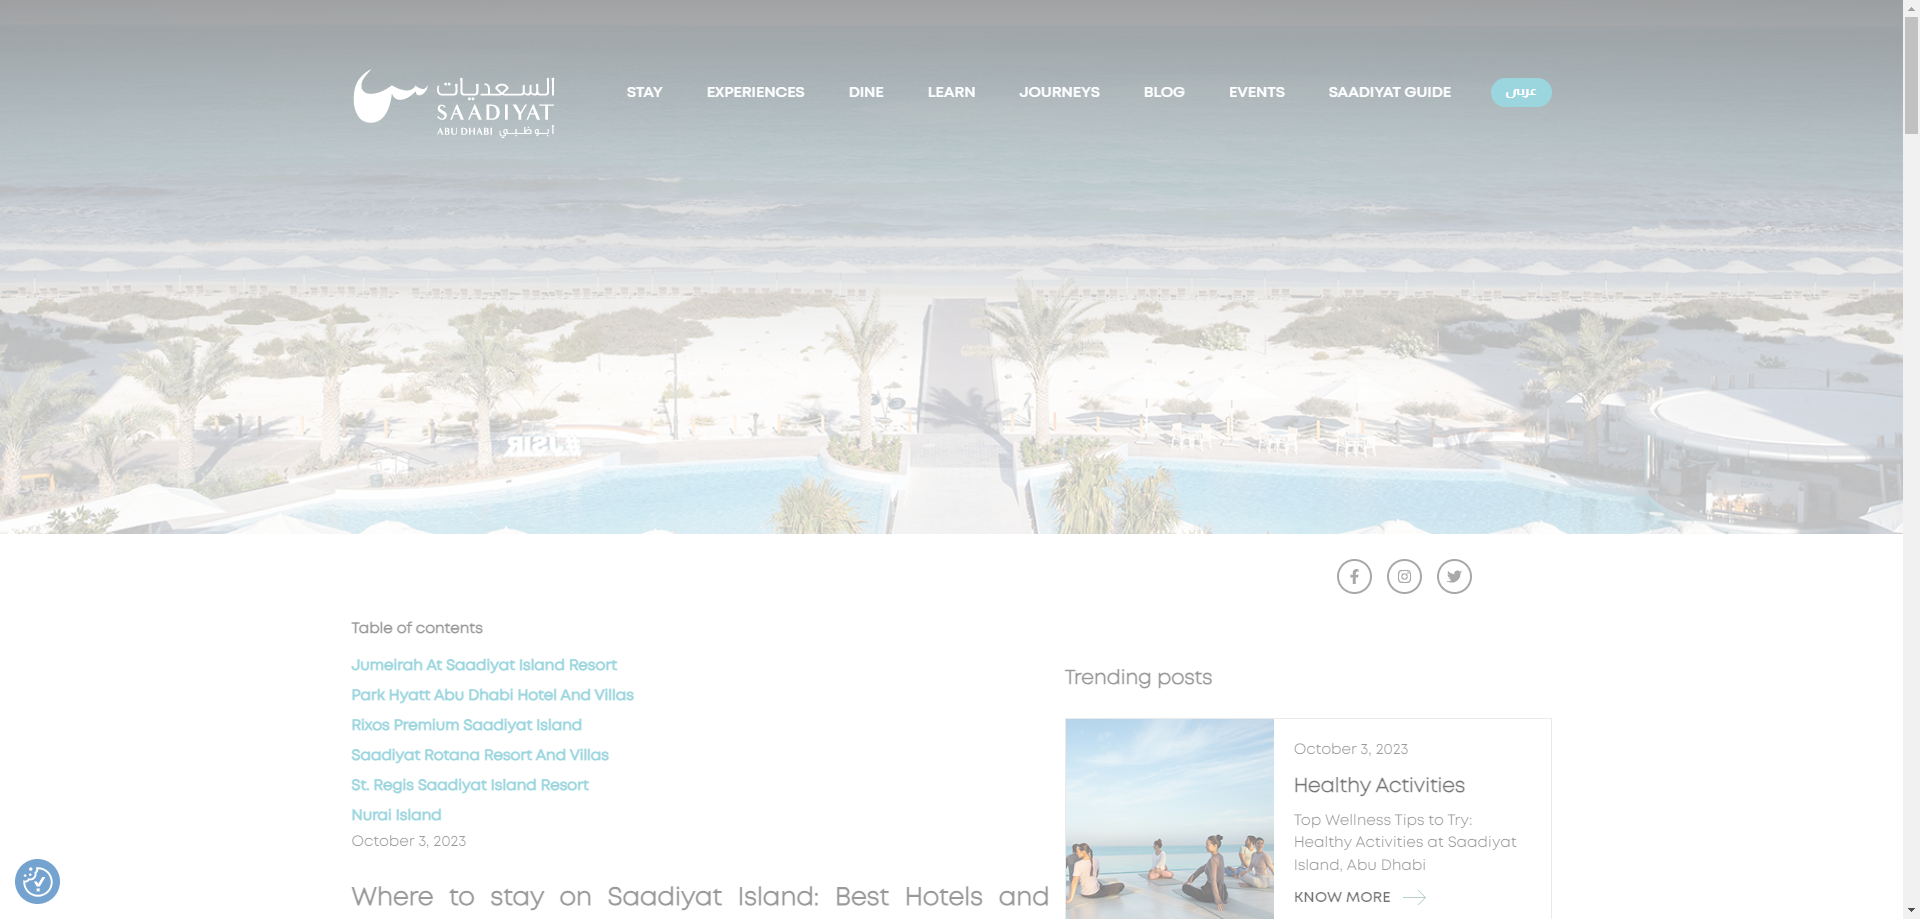 السعديات
SAADIYAT
ABU DHABI أبوظبي
STAY
EXPERIENCES
DINE
LEARN
JOURNEYS
BLOG
EVENTS
SAADIYAT GUIDE
عربى
#JSIR
Table of contents
Jumeirah At Saadiyat Island Resort
Park Hyatt Abu Dhabi Hotel And Villas
Rixos Premium Saadiyat Island
Saadiyat Rotana Resort And Villas
St. Regis Saadiyat Island Resort
Nurai Island
October 3, 2023
Where to stay on Saadiyat Island: Best Hotels and
Trending posts
October 3, 2023
Healthy Activities
Top Wellness Tips to Try:
Healthy Activities at Saadiyat
Island, Abu Dhabi
KNOW MORE